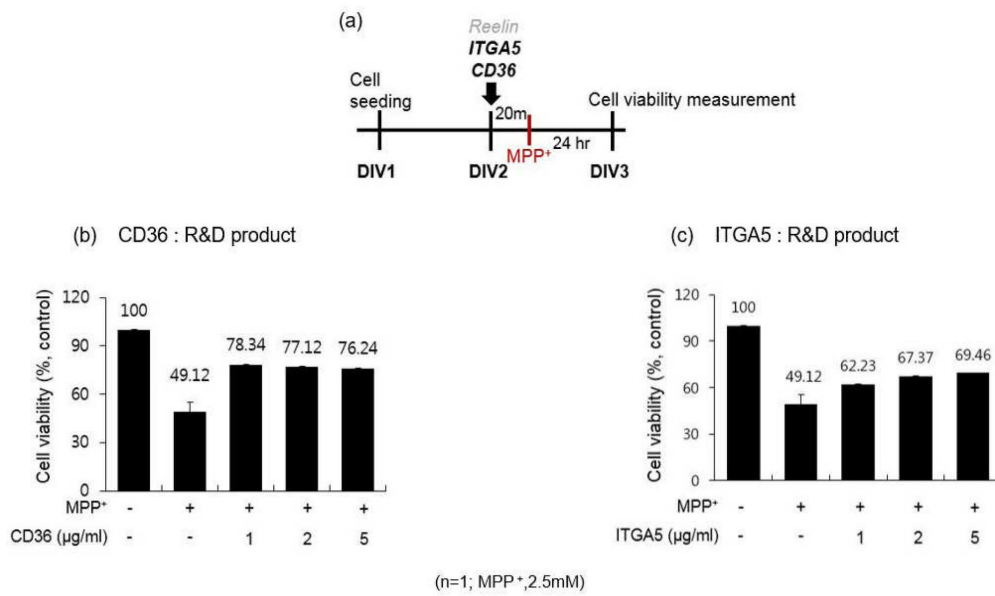 (a)
Reelin
ITGA5
CD36
Cell
seeding
20m
Cell viability measurement
24 hr
MPP⁺
DIV1 DIV2 DIV3
(b) CD36 : R&D product
Cell viability (%, control)
120
90
60
30
0
100
49.12
78.34
77.12
76.24
MPP⁺ - + + + +
CD36 (μg/ml) - - 1 2 5
(c) ITGA5 : R&D product
Cell viability (%, control)
120
90
60
30
0
100
49.12
62.23
67.37
69.46
MPP⁺ - + + + +
ITGA5 (μg/ml) - - 1 2 5
(n=1; MPP⁺,2.5mM)